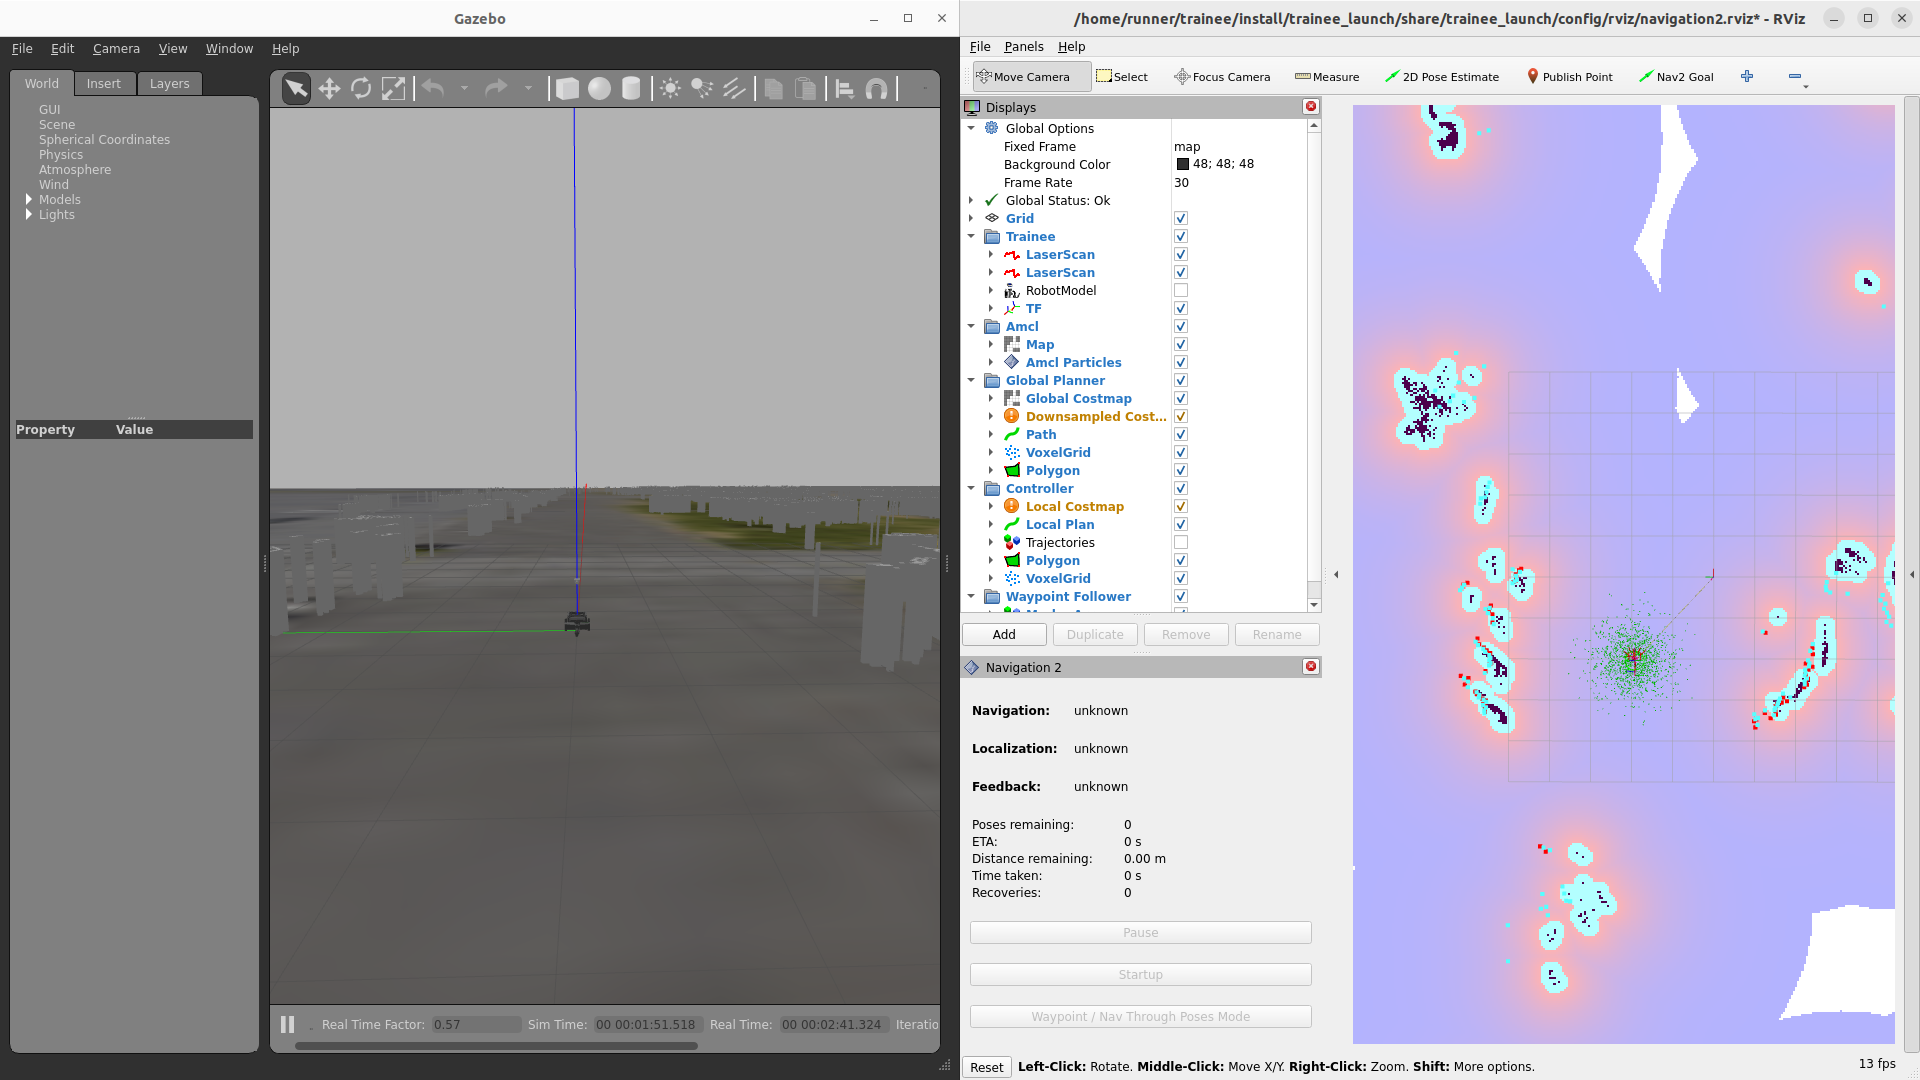 Gazebo
File Edit Camera View Window Help
World Insert Layers
GUI
Scene
Spherical Coordinates
Physics
Atmosphere
Wind
Models
Lights
Property Value
Real Time Factor: 0.57 Sim Time: 00 00:01:51.518 Real Time: 00 00:02:41.324 Iteratio
/home/runner/trainee/install/trainee_launch/share/trainee_launch/config/rviz/navigation2.rviz* - RViz
File Panels Help
Move Camera Select Focus Camera Measure 2D Pose Estimate Publish Point Nav2 Goal
Displays
Global Options
Fixed Frame map
Background Color 48; 48; 48
Frame Rate 30
Global Status: Ok
Grid
Trainee
LaserScan
LaserScan
RobotModel
TF
Amcl
Map
Amcl Particles
Global Planner
Global Costmap
Downsampled Cost...
Path
VoxelGrid
Polygon
Controller
Local Costmap
Local Plan
Trajectories
Polygon
VoxelGrid
Waypoint Follower
Add Duplicate Remove Rename
Navigation 2
Navigation: unknown
Localization: unknown
Feedback: unknown
Poses remaining: 0
ETA: 0 s
Distance remaining: 0.00 m
Time taken: 0 s
Recoveries: 0
Pause
Startup
Waypoint / Nav Through Poses Mode
Reset Left-Click: Rotate. Middle-Click: Move X/Y. Right-Click: Zoom. Shift: More options. 13 fps